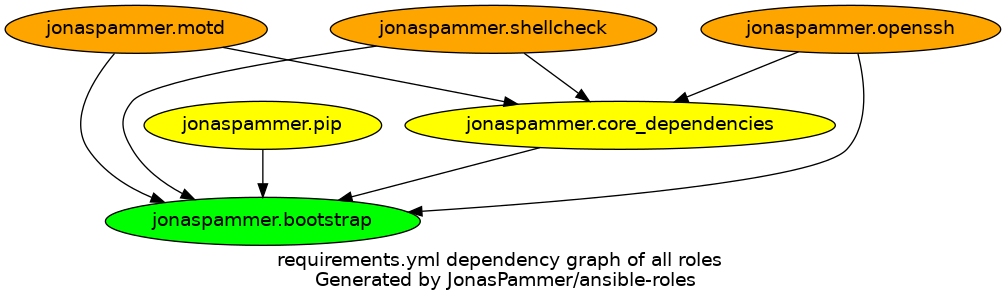 jonaspammer.motd
jonaspammer.shellcheck
jonaspammer.openssh
jonaspammer.pip
jonaspammer.core_dependencies
jonaspammer.bootstrap
requirements.yml dependency graph of all roles
Generated by JonasPammer/ansible-roles